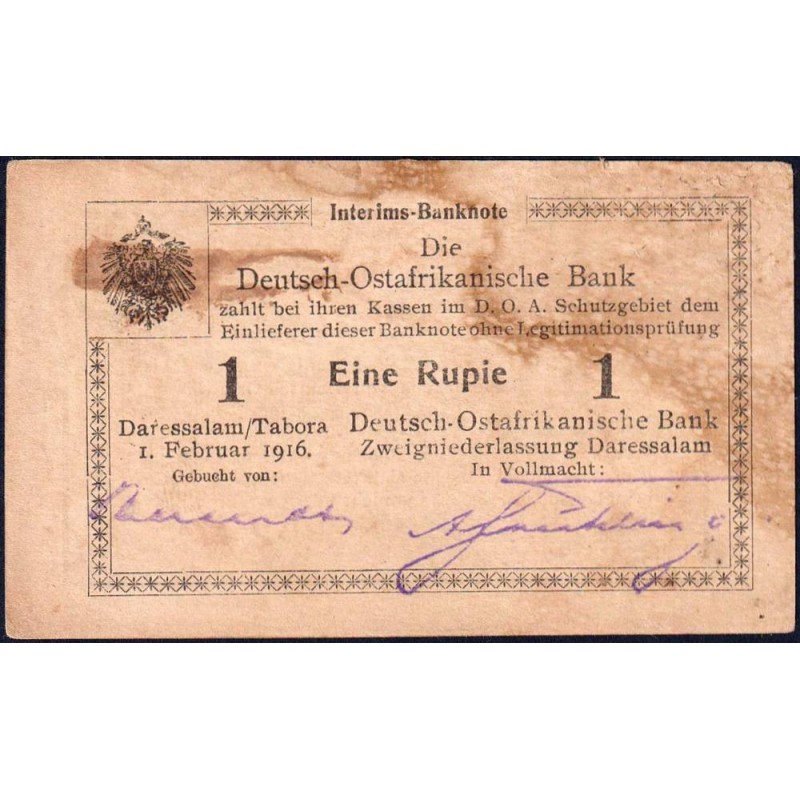 Interims-Banknote
Die
Deutsch-Ostafrikanische Bank
zahlt bei ihren Kassen im D. O. A. Schutzgebiet dem
Einlieferer dieser Banknote ohne Legitimationsprüfung
1 Eine Rupie 1
Daressalam/Tabora
1. Februar 1916.
Gebucht von:
Deutsch-Ostafrikanische Bank
Zweigniederlassung Daressalam
In Vollmacht: